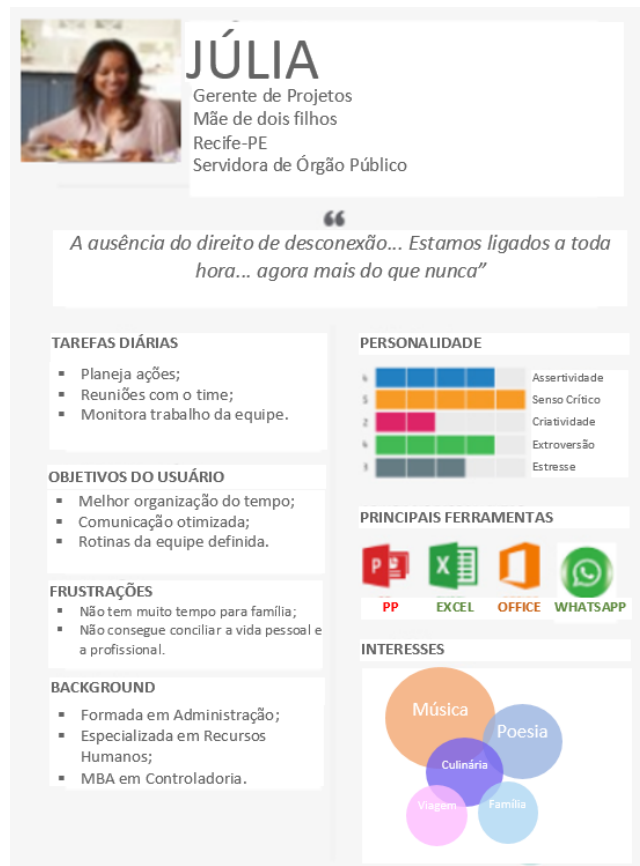 JÚLIA
Gerente de Projetos
Mãe de dois filhos
Recife-PE
Servidora de Órgão Público
“
A ausência do direito de desconexão... Estamos ligados a toda
hora... agora mais do que nunca”
TAREFAS DIÁRIAS
▪ Planeja ações;
▪ Reuniões com o time;
▪ Monitora trabalho da equipe.
OBJETIVOS DO USUÁRIO
▪ Melhor organização do tempo;
▪ Comunicação otimizada;
▪ Rotinas da equipe definida.
FRUSTRAÇÕES
▪ Não tem muito tempo para família;
▪ Não consegue conciliar a vida pessoal e
a profissional.
BACKGROUND
▪ Formada em Administração;
▪ Especializada em Recursos
Humanos;
▪ MBA em Controladoria.
PERSONALIDADE
4 Assertividade
5 Senso Crítico
2 Criatividade
4 Extroversão
3 Estresse
PRINCIPAIS FERRAMENTAS
P
X
PP
EXCEL
OFFICE
WHATSAPP
INTERESSES
Música
Poesia
Culinária
Viagem
Família